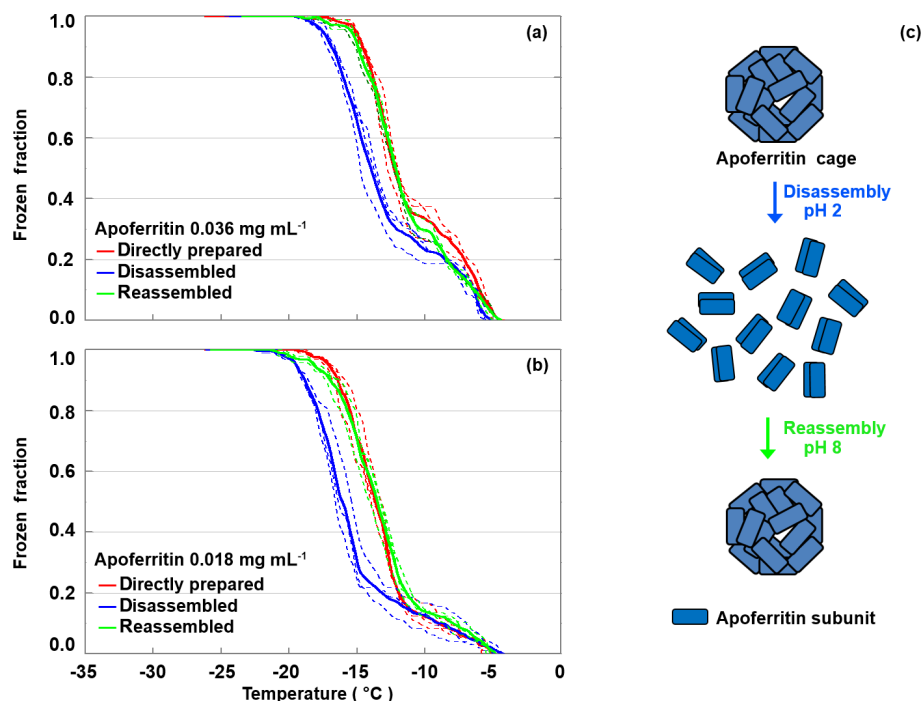 (a)
1.0
0.8
0.6
0.4
0.2
0.0
Frozen fraction
Apoferritin 0.036 mg mL⁻¹
Directly prepared
Disassembled
Reassembled
(b)
1.0
0.8
0.6
0.4
0.2
0.0
Frozen fraction
Apoferritin 0.018 mg mL⁻¹
Directly prepared
Disassembled
Reassembled
-35 -30 -25 -20 -15 -10 -5 0
Temperature ( °C)
(c)
Apoferritin cage
Disassembly
pH 2
Reassembly
pH 8
Apoferritin subunit